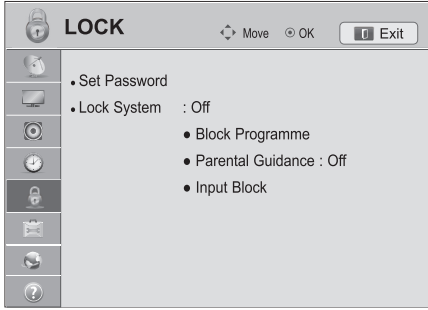 LOCK
Move OK Exit
• Set Password
• Lock System : Off
• Block Programme
• Parental Guidance : Off
• Input Block
?